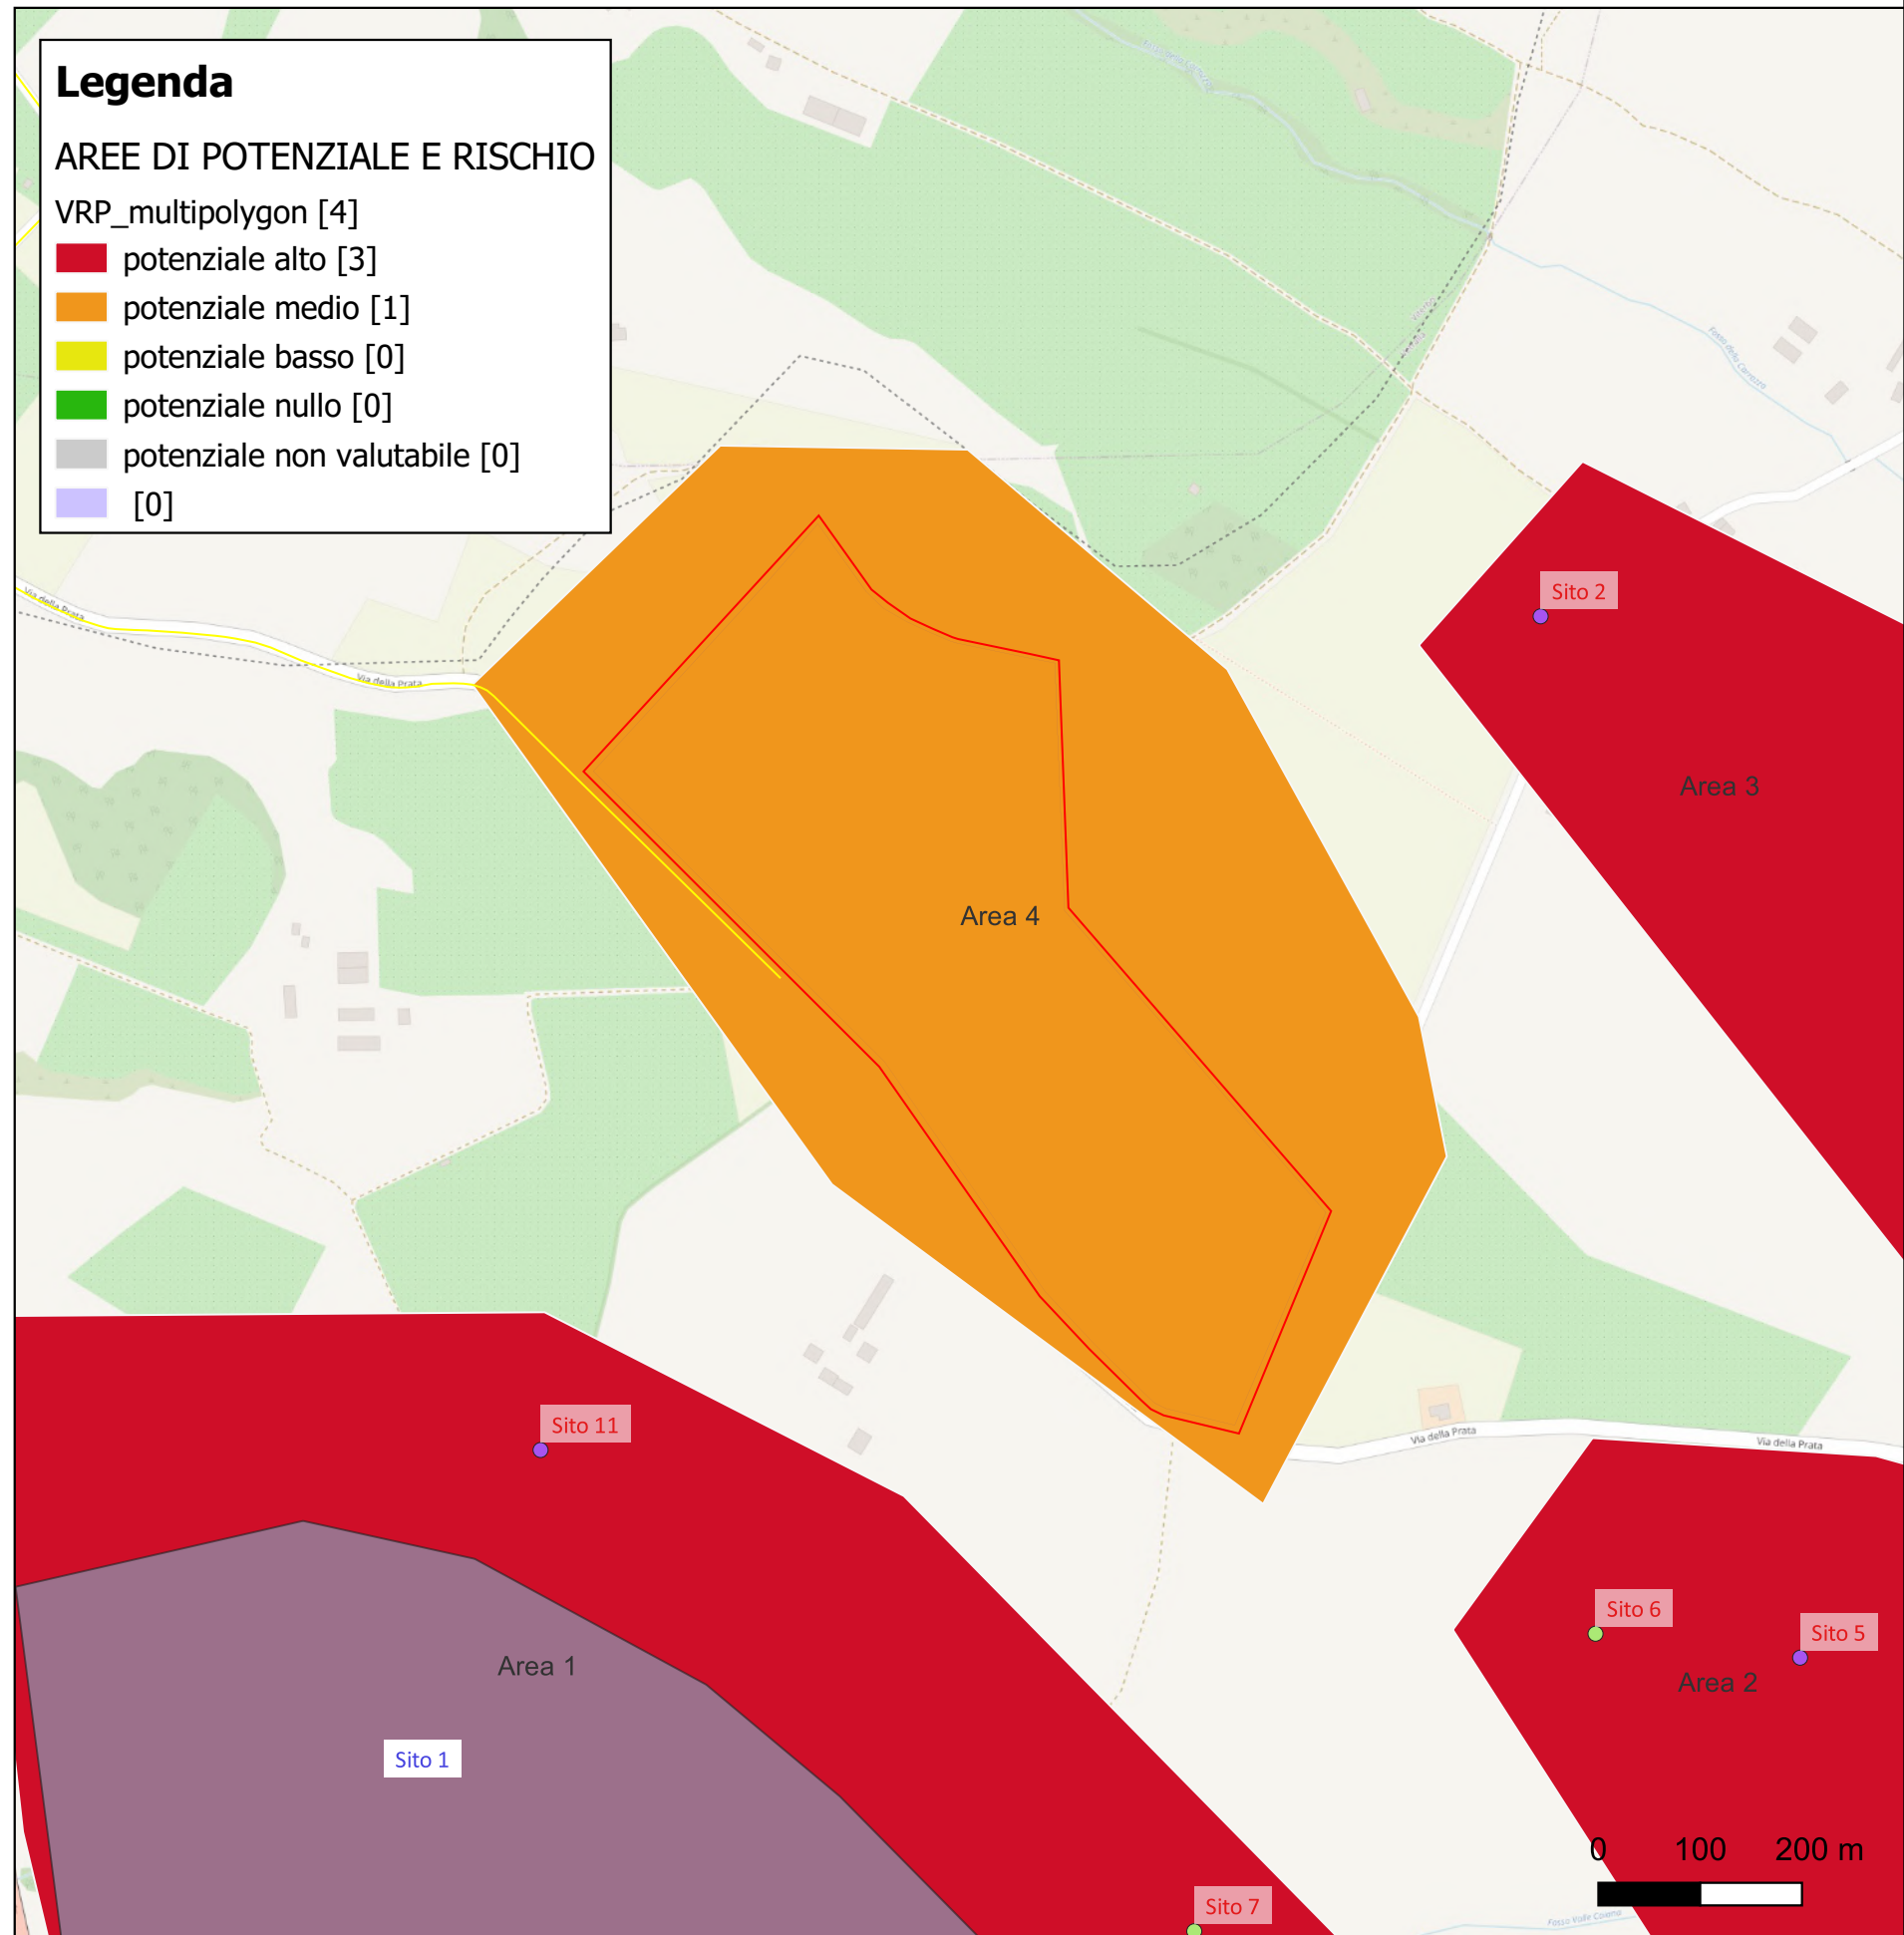 Legenda
AREE DI POTENZIALE E RISCHIO
VRP_multipolygon [4]
potenziale alto [3]
potenziale medio [1]
potenziale basso [0]
potenziale nullo [0]
potenziale non valutabile [0]
[0]
Fosso della Carrozza
Sito 2
Via della Prata
Via della Prata
Area 3
Area 4
Sito 11
Via della Prata
Via della Prata
Sito 6
Sito 5
Area 1
Area 2
Sito 1
0 100 200 m
Sito 7